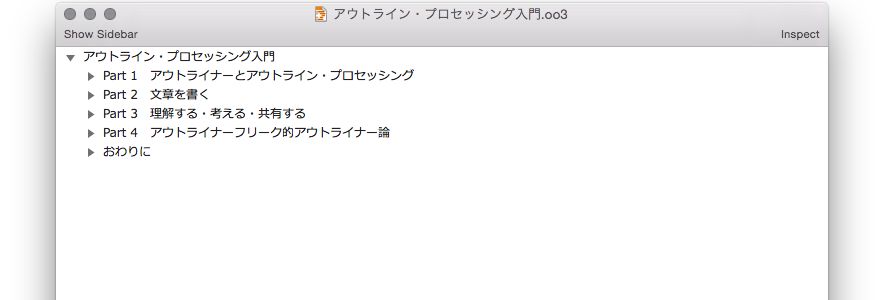 アウトライン・プロセッシング入門.oo3
Show Sidebar
Inspect
アウトライン・プロセッシング入門
Part 1　アウトライナーとアウトライン・プロセッシング
Part 2　文章を書く
Part 3　理解する・考える・共有する
Part 4　アウトライナーフリーク的アウトライナー論
おわりに